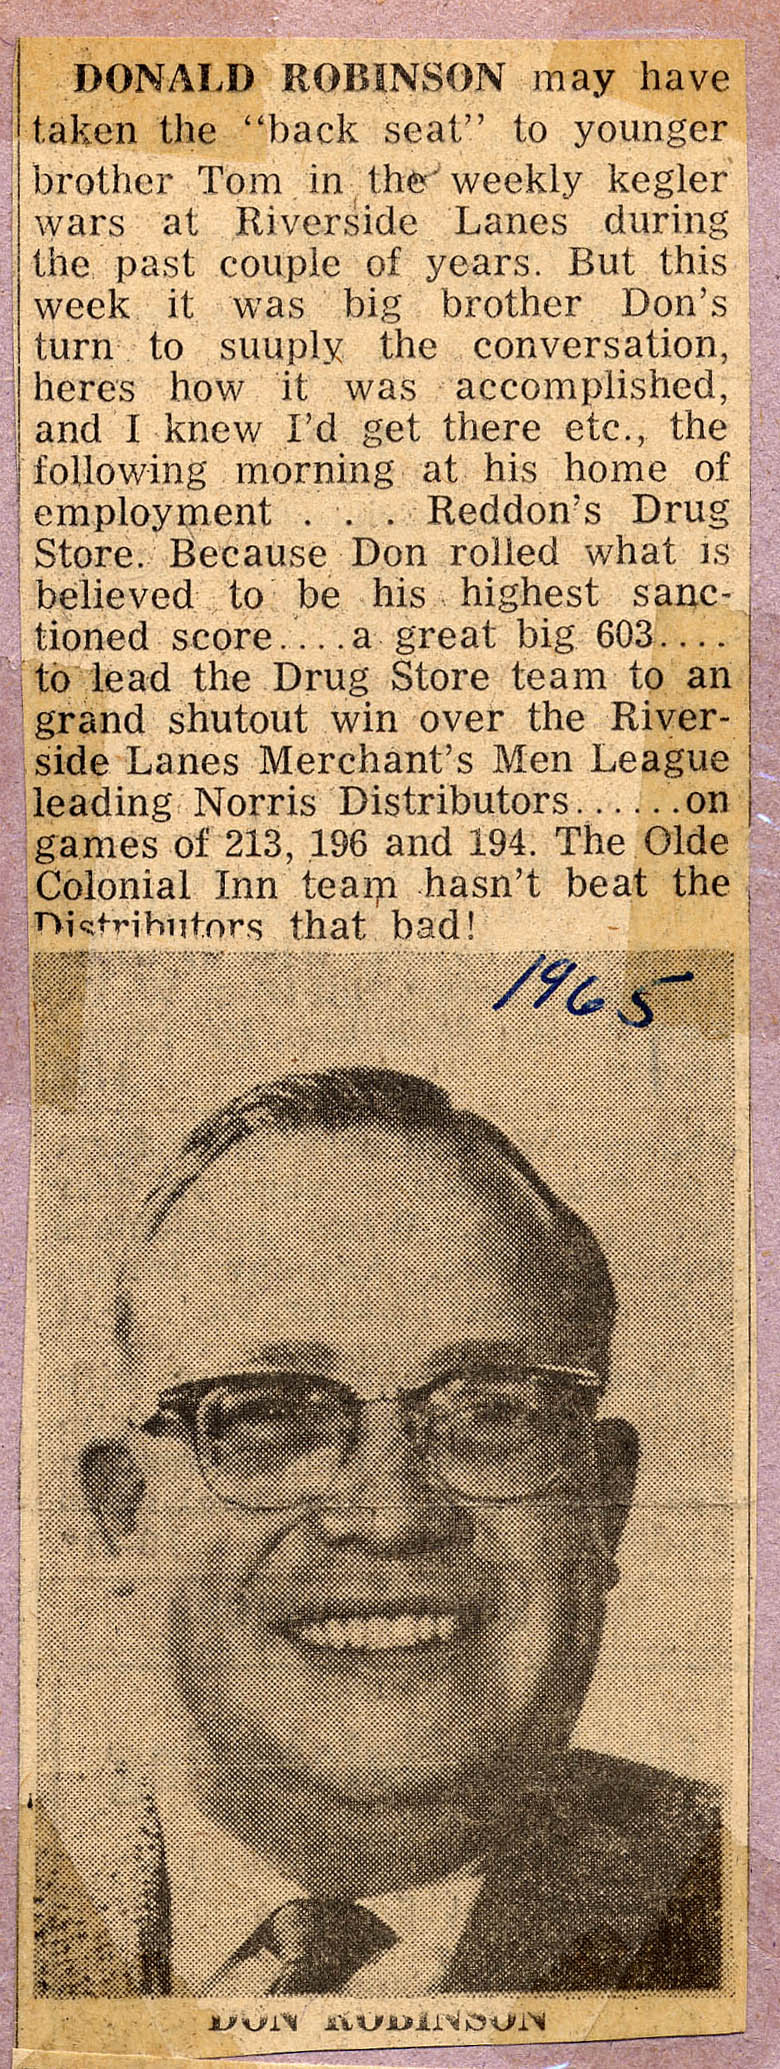 DONALD ROBINSON may have
taken the “back seat” to younger
brother Tom in the weekly kegler
wars at Riverside Lanes during
the past couple of years. But this
week it was big brother Don’s
turn to suuply the conversation,
heres how it was accomplished,
and I knew I’d get there etc., the
following morning at his home of
employment . . . Reddon’s Drug
Store. Because Don rolled what is
believed to be his highest sanc-
tioned score....a great big 603....
to lead the Drug Store team to an
grand shutout win over the River-
side Lanes Merchant’s Men League
leading Norris Distributors......on
games of 213, 196 and 194. The Olde
Colonial Inn team hasn’t beat the
Distributors that bad!
1965
DON ROBINSON